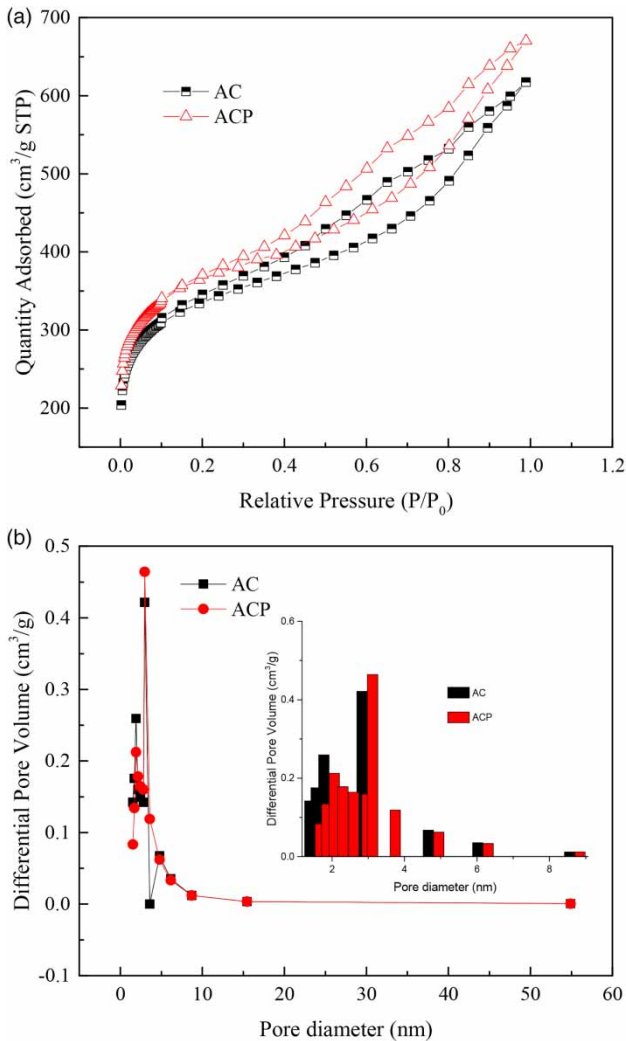 (a)
700
600
500
400
300
200
Quantity Adsorbed (cm³/g STP)
AC
ACP
0.0 0.2 0.4 0.6 0.8 1.0 1.2
Relative Pressure (P/P₀)
(b)
0.5
0.4
0.3
0.2
0.1
0.0
-0.1
Differential Pore Volume (cm³/g)
AC
ACP
0.6
0.4
0.2
0.0
Differential Pore Volume (cm³/g)
AC
ACP
2 4 6 8
Pore diameter (nm)
0 10 20 30 40 50 60
Pore diameter (nm)